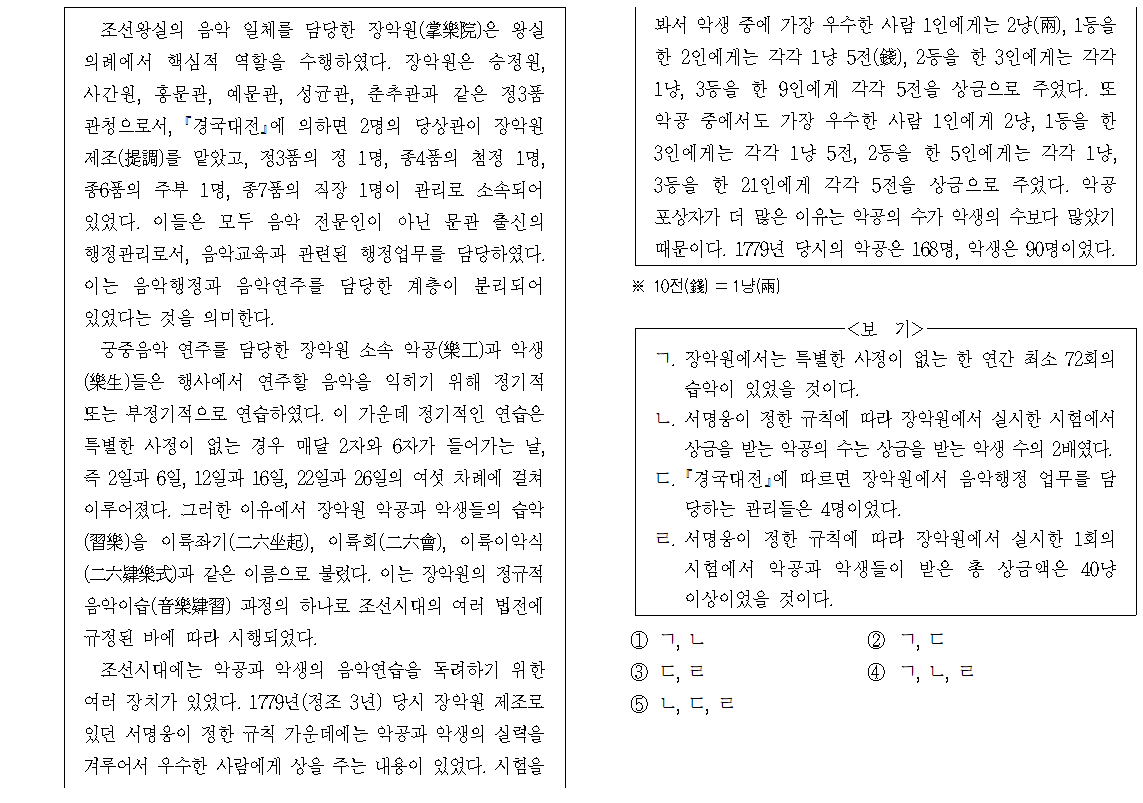 조선왕실의 음악 일체를 담당한 장악원(掌樂院)은 왕실
의례에서 핵심적 역할을 수행하였다. 장악원은 승정원,
사간원, 홍문관, 예문관, 성균관, 춘추관과 같은 정3품
관청으로서, 『경국대전』에 의하면 2명의 당상관이 장악원
제조(提調)를 맡았고, 정3품의 정 1명, 종4품의 첨정 1명,
종6품의 주부 1명, 종7품의 직장 1명이 관리로 소속되어
있었다. 이들은 모두 음악 전문인이 아닌 문관 출신의
행정관리로서, 음악교육과 관련된 행정업무를 담당하였다.
이는 음악행정과 음악연주를 담당한 계층이 분리되어
있었다는 것을 의미한다.
궁중음악 연주를 담당한 장악원 소속 악공(樂工)과 악생
(樂生)들은 행사에서 연주할 음악을 익히기 위해 정기적
또는 부정기적으로 연습하였다. 이 가운데 정기적인 연습은
특별한 사정이 없는 경우 매달 2자와 6자가 들어가는 날,
즉 2일과 6일, 12일과 16일, 22일과 26일의 여섯 차례에 걸쳐
이루어졌다. 그러한 이유에서 장악원 악공과 악생들의 습악
(習樂)을 이륙좌기(二六坐起), 이륙회(二六會), 이륙이악식
(二六肄樂式)과 같은 이름으로 불렀다. 이는 장악원의 정규적
음악이습(音樂肄習) 과정의 하나로 조선시대의 여러 법전에
규정된 바에 따라 시행되었다.
조선시대에는 악공과 악생의 음악연습을 독려하기 위한
여러 장치가 있었다. 1779년(정조 3년) 당시 장악원 제조로
있던 서명응이 정한 규칙 가운데에는 악공과 악생의 실력을
겨루어서 우수한 사람에게 상을 주는 내용이 있었다. 시험을
봐서 악생 중에 가장 우수한 사람 1인에게는 2냥(兩), 1등을
한 2인에게는 각각 1냥 5전(錢), 2등을 한 3인에게는 각각
1냥, 3등을 한 9인에게 각각 5전을 상금으로 주었다. 또
악공 중에서도 가장 우수한 사람 1인에게 2냥, 1등을 한
3인에게는 각각 1냥 5전, 2등을 한 5인에게는 각각 1냥,
3등을 한 21인에게 각각 5전을 상금으로 주었다. 악공
포상자가 더 많은 이유는 악공의 수가 악생의 수보다 많았기
때문이다. 1779년 당시의 악공은 168명, 악생은 90명이었다.
※ 10전(錢) = 1냥(兩)
<보 기>
ㄱ. 장악원에서는 특별한 사정이 없는 한 연간 최소 72회의
습악이 있었을 것이다.
ㄴ. 서명응이 정한 규칙에 따라 장악원에서 실시한 시험에서
상금을 받는 악공의 수는 상금을 받는 악생 수의 2배였다.
ㄷ. 『경국대전』에 따르면 장악원에서 음악행정 업무를 담
당하는 관리들은 4명이었다.
ㄹ. 서명응이 정한 규칙에 따라 장악원에서 실시한 1회의
시험에서 악공과 악생들이 받은 총 상금액은 40냥
이상이었을 것이다.
① ㄱ, ㄴ
② ㄱ, ㄷ
③ ㄷ, ㄹ
④ ㄱ, ㄴ, ㄹ
⑤ ㄴ, ㄷ, ㄹ